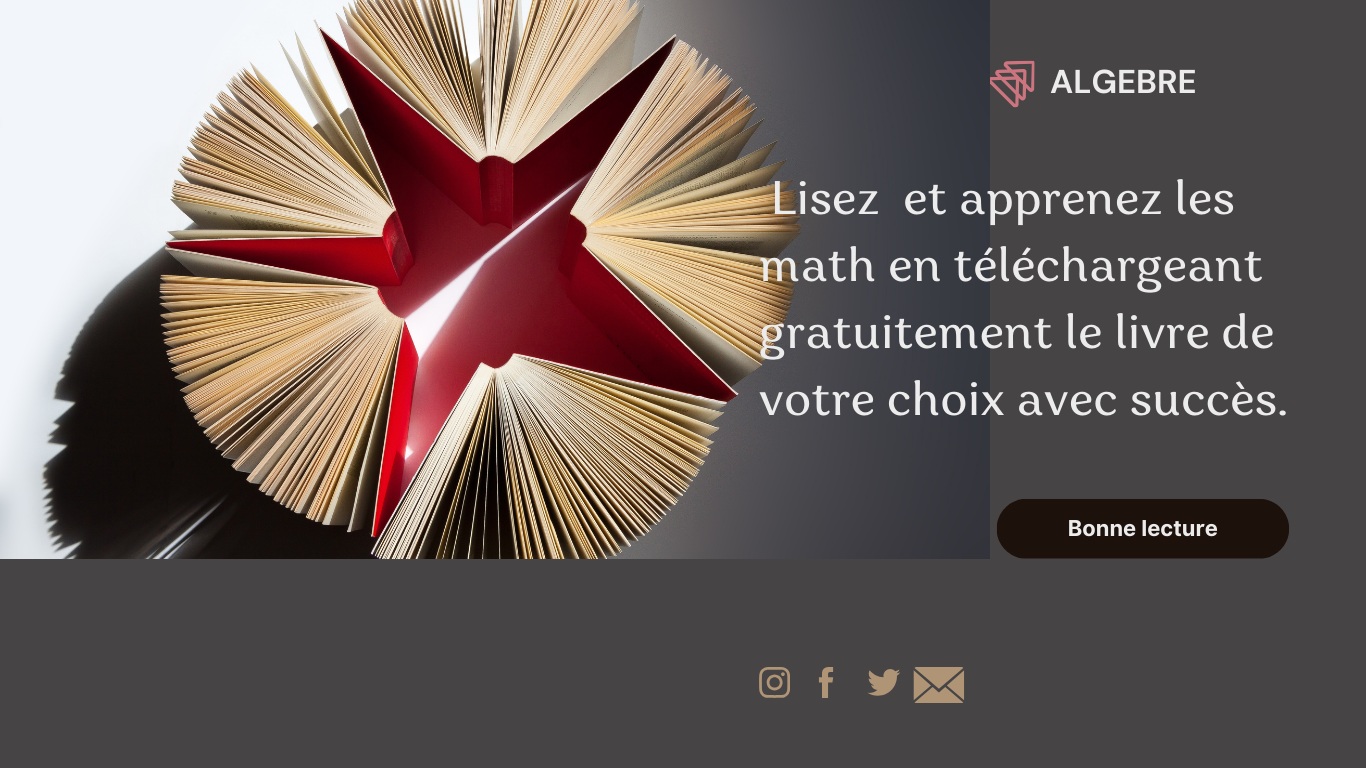 ALGEBRE
Lisez  et apprenez les
math en téléchargeant
gratuitement le livre de
votre choix avec succès.
Bonne lecture